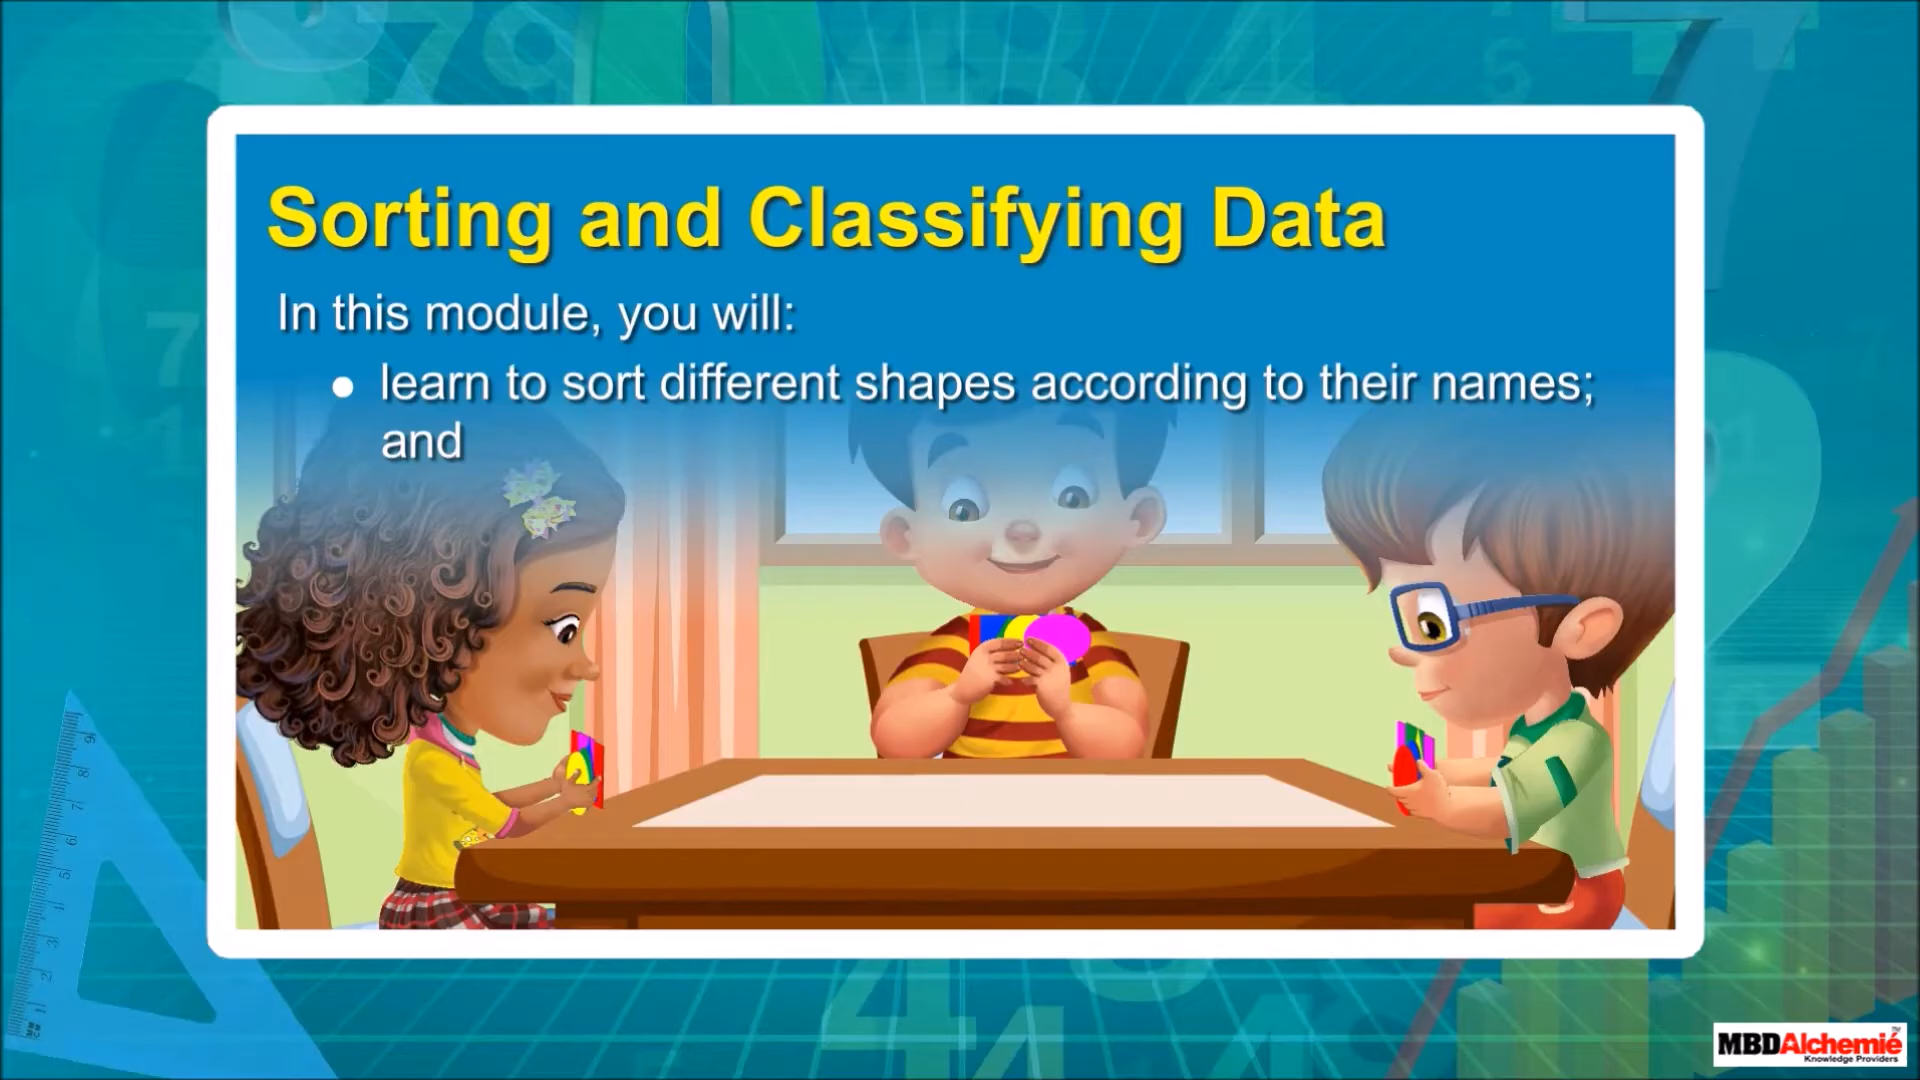 Sorting and Classifying Data
In this module, you will:
● learn to sort different shapes according to their names;
and
MBDAlchemié™
Knowledge Providers